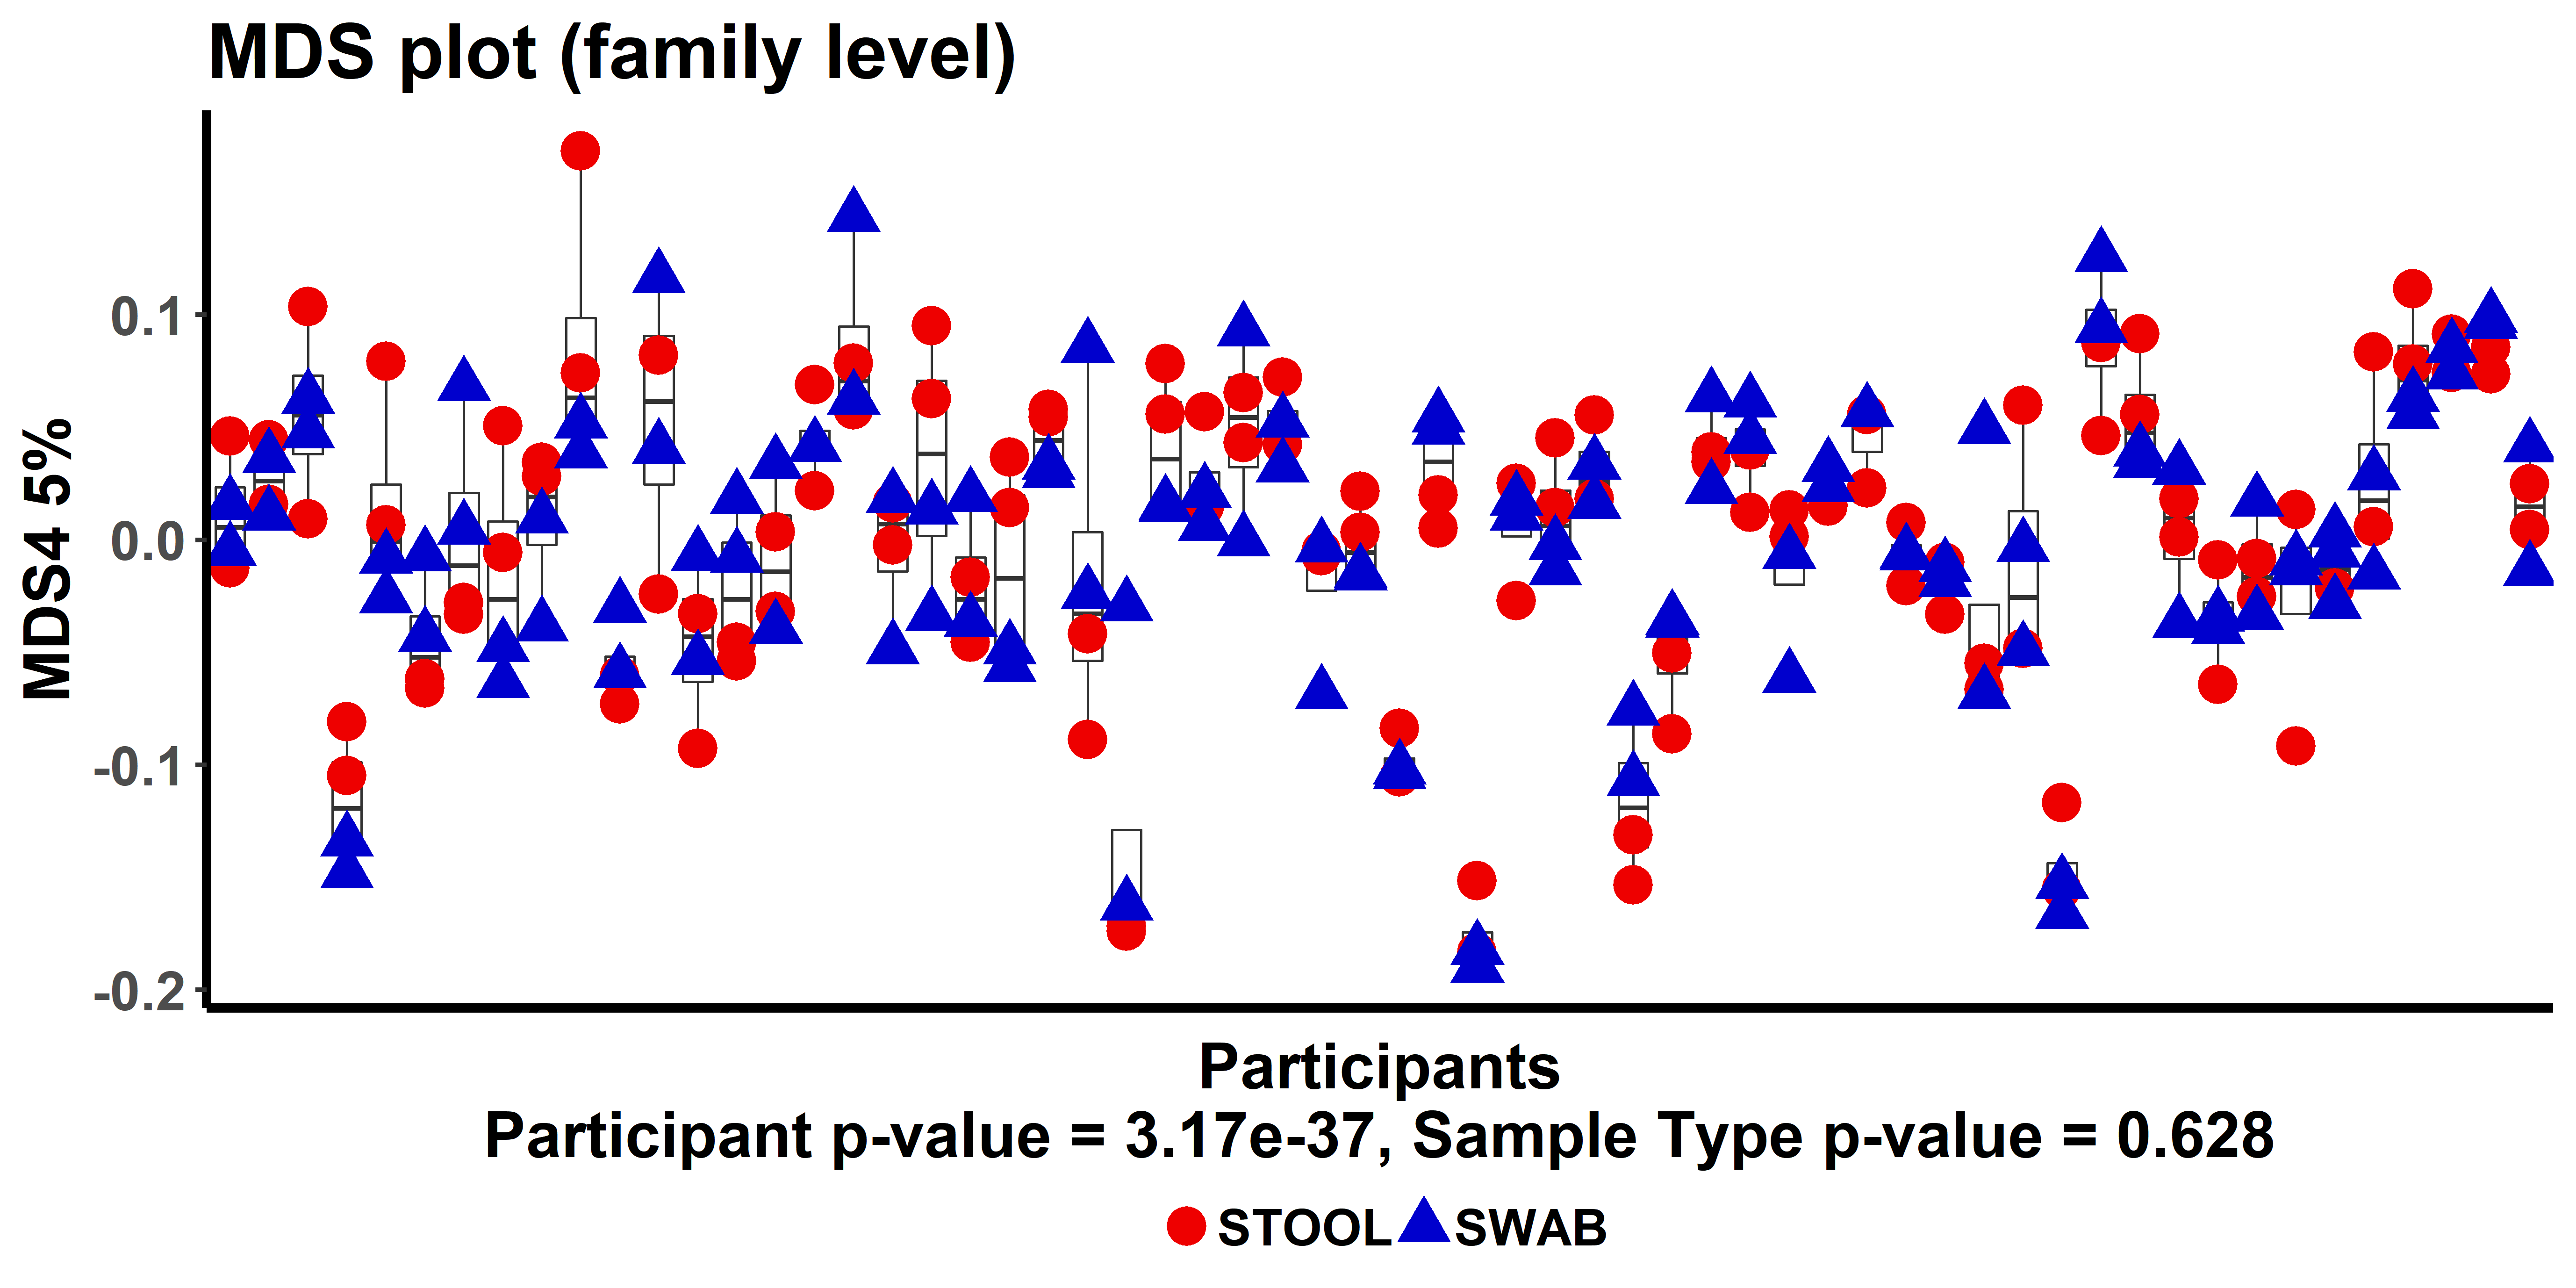 MDS plot (family level)
MDS4 5%
0.1
0.0
-0.1
-0.2
Participants
Participant p-value = 3.17e-37, Sample Type p-value = 0.628
STOOL SWAB